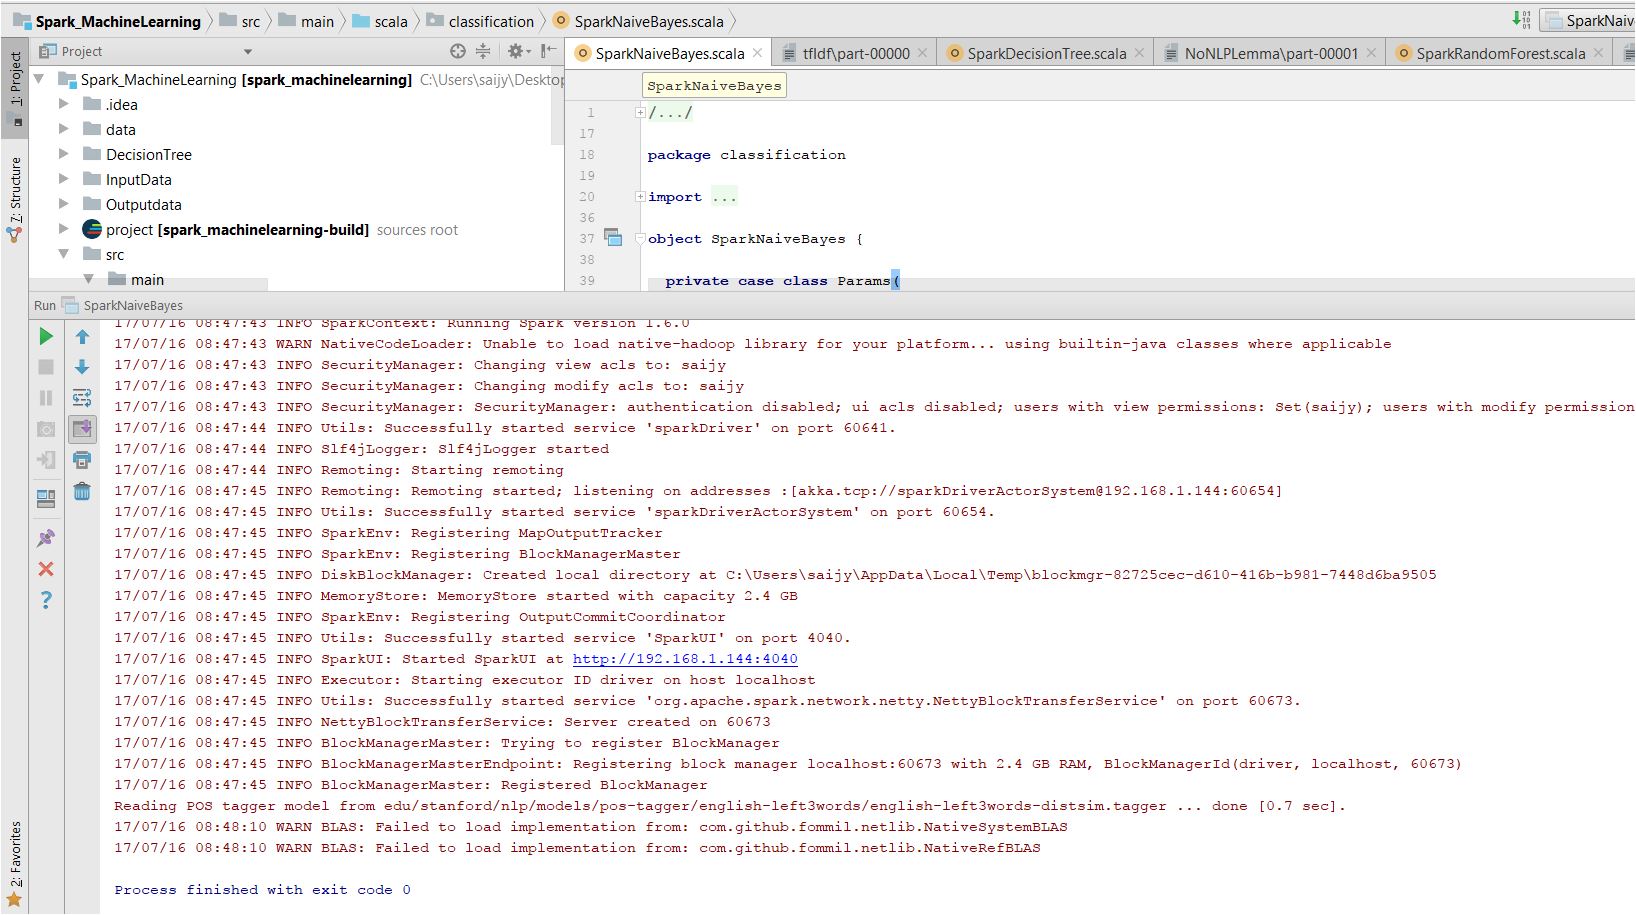 Spark_MachineLearning src main scala classification SparkNaiveBayes.scala
Project
SparkNaiveBayes.scala tfIdf\part-00000 SparkDecisionTree.scala NoNLPLemma\part-00001 SparkRandomForest.scala
1: Project
7: Structure
2: Favorites
Spark_MachineLearning [spark_machinelearning] C:\Users\saijy\Desktop
.idea
data
DecisionTree
InputData
Outputdata
project [spark_machinelearning-build] sources root
src
main
SparkNaiveBayes
1 /.../
17
18 package classification
19
20 import ...
36
37 object SparkNaiveBayes {
38
39 private case class Params(
Run SparkNaiveBayes
17/07/16 08:47:43 INFO SparkContext: Running Spark version 1.6.0
17/07/16 08:47:43 WARN NativeCodeLoader: Unable to load native-hadoop library for your platform... using builtin-java classes where applicable
17/07/16 08:47:43 INFO SecurityManager: Changing view acls to: saijy
17/07/16 08:47:43 INFO SecurityManager: Changing modify acls to: saijy
17/07/16 08:47:43 INFO SecurityManager: SecurityManager: authentication disabled; ui acls disabled; users with view permissions: Set(saijy); users with modify permission
17/07/16 08:47:44 INFO Utils: Successfully started service 'sparkDriver' on port 60641.
17/07/16 08:47:44 INFO Slf4jLogger: Slf4jLogger started
17/07/16 08:47:44 INFO Remoting: Starting remoting
17/07/16 08:47:45 INFO Remoting: Remoting started; listening on addresses :[akka.tcp://sparkDriverActorSystem@192.168.1.144:60654]
17/07/16 08:47:45 INFO Utils: Successfully started service 'sparkDriverActorSystem' on port 60654.
17/07/16 08:47:45 INFO SparkEnv: Registering MapOutputTracker
17/07/16 08:47:45 INFO SparkEnv: Registering BlockManagerMaster
17/07/16 08:47:45 INFO DiskBlockManager: Created local directory at C:\Users\saijy\AppData\Local\Temp\blockmgr-82725cec-d610-416b-b981-7448d6ba9505
17/07/16 08:47:45 INFO MemoryStore: MemoryStore started with capacity 2.4 GB
17/07/16 08:47:45 INFO SparkEnv: Registering OutputCommitCoordinator
17/07/16 08:47:45 INFO Utils: Successfully started service 'SparkUI' on port 4040.
17/07/16 08:47:45 INFO SparkUI: Started SparkUI at http://192.168.1.144:4040
17/07/16 08:47:45 INFO Executor: Starting executor ID driver on host localhost
17/07/16 08:47:45 INFO Utils: Successfully started service 'org.apache.spark.network.netty.NettyBlockTransferService' on port 60673.
17/07/16 08:47:45 INFO NettyBlockTransferService: Server created on 60673
17/07/16 08:47:45 INFO BlockManagerMaster: Trying to register BlockManager
17/07/16 08:47:45 INFO BlockManagerMasterEndpoint: Registering block manager localhost:60673 with 2.4 GB RAM, BlockManagerId(driver, localhost, 60673)
17/07/16 08:47:45 INFO BlockManagerMaster: Registered BlockManager
Reading POS tagger model from edu/stanford/nlp/models/pos-tagger/english-left3words/english-left3words-distsim.tagger ... done [0.7 sec].
17/07/16 08:48:10 WARN BLAS: Failed to load implementation from: com.github.fommil.netlib.NativeSystemBLAS
17/07/16 08:48:10 WARN BLAS: Failed to load implementation from: com.github.fommil.netlib.NativeRefBLAS
Process finished with exit code 0